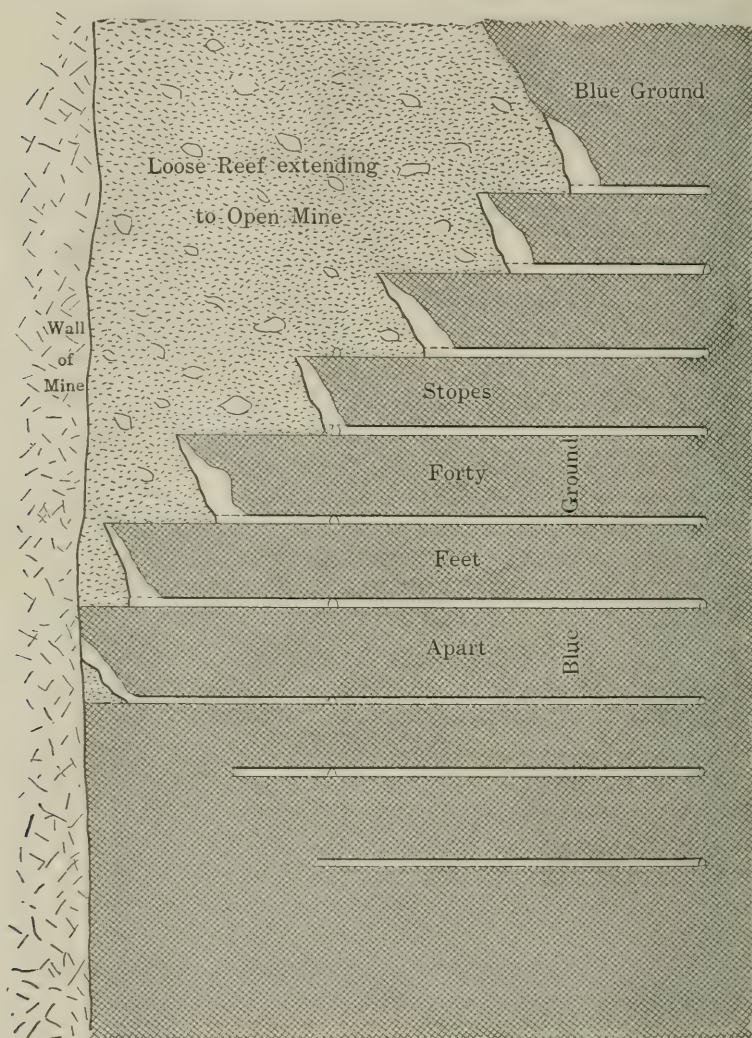 Blue Ground
Loose Reef extending
to Open Mine
Wall
of
Mine
Stopes
Forty
Feet
Apart
Blue Ground